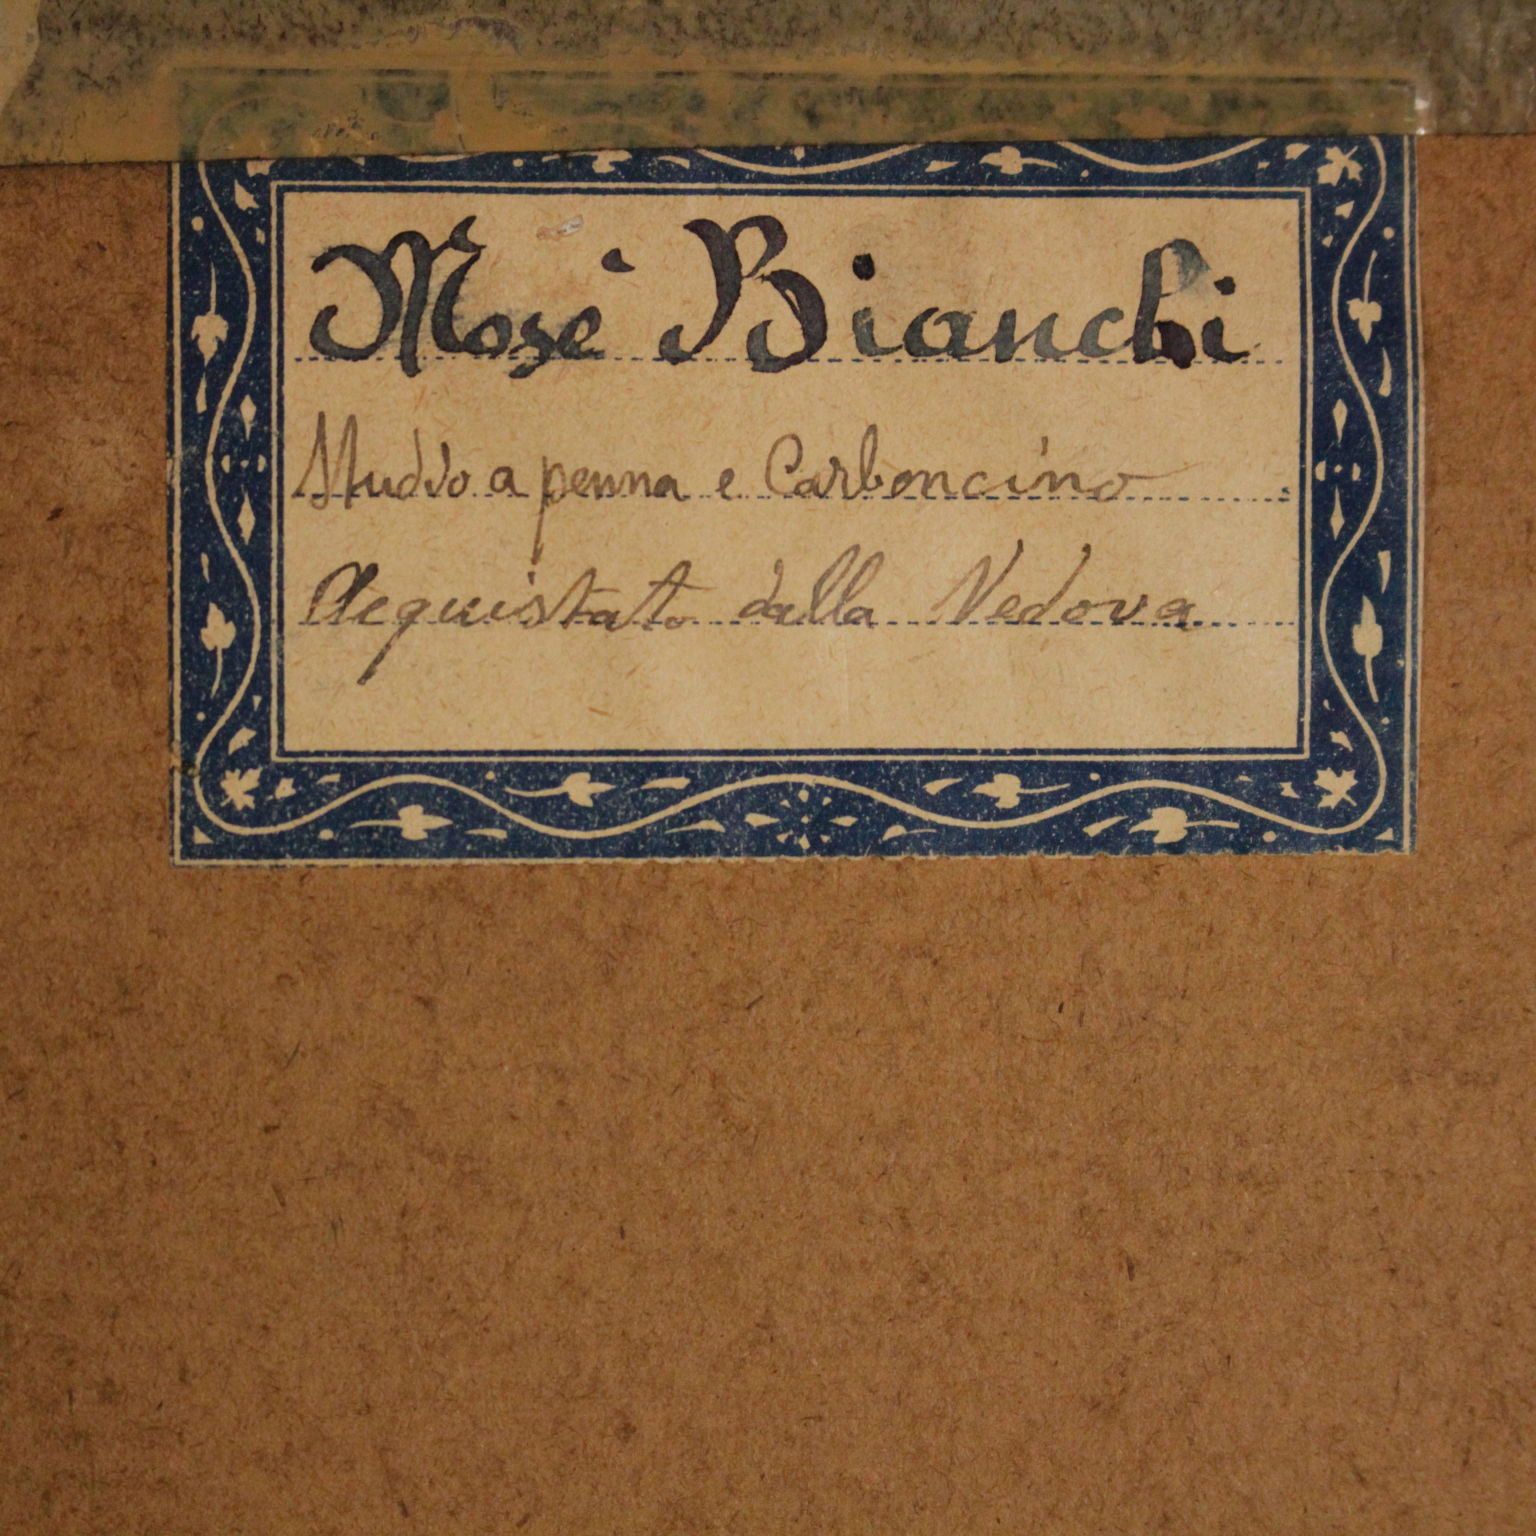 Mosè Bianchi
Studio a penna e Carboncino
Acquistato dalla Vedova